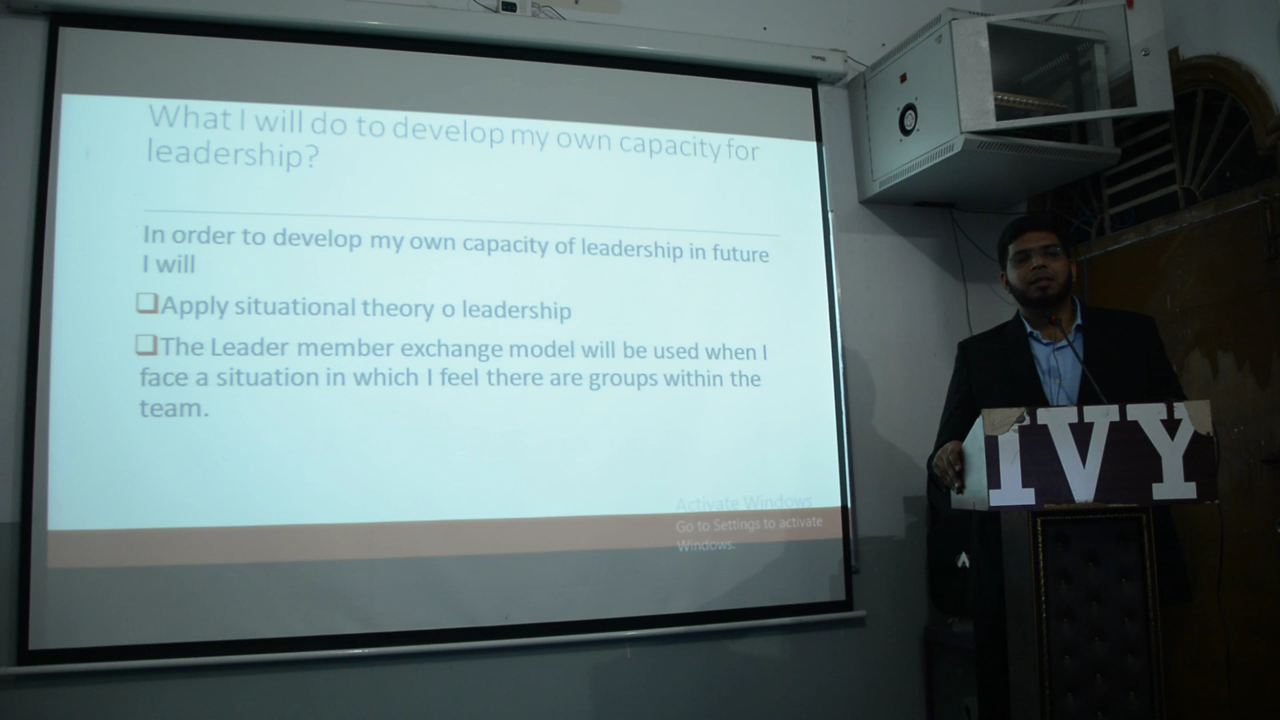 What I will do to develop my own capacity for
leadership?
In order to develop my own capacity of leadership in future
I will
Apply situational theory o leadership
The Leader member exchange model will be used when I
face a situation in which I feel there are groups within the
team.
Activate Windows
Go to Settings to activate
Windows.
IVY